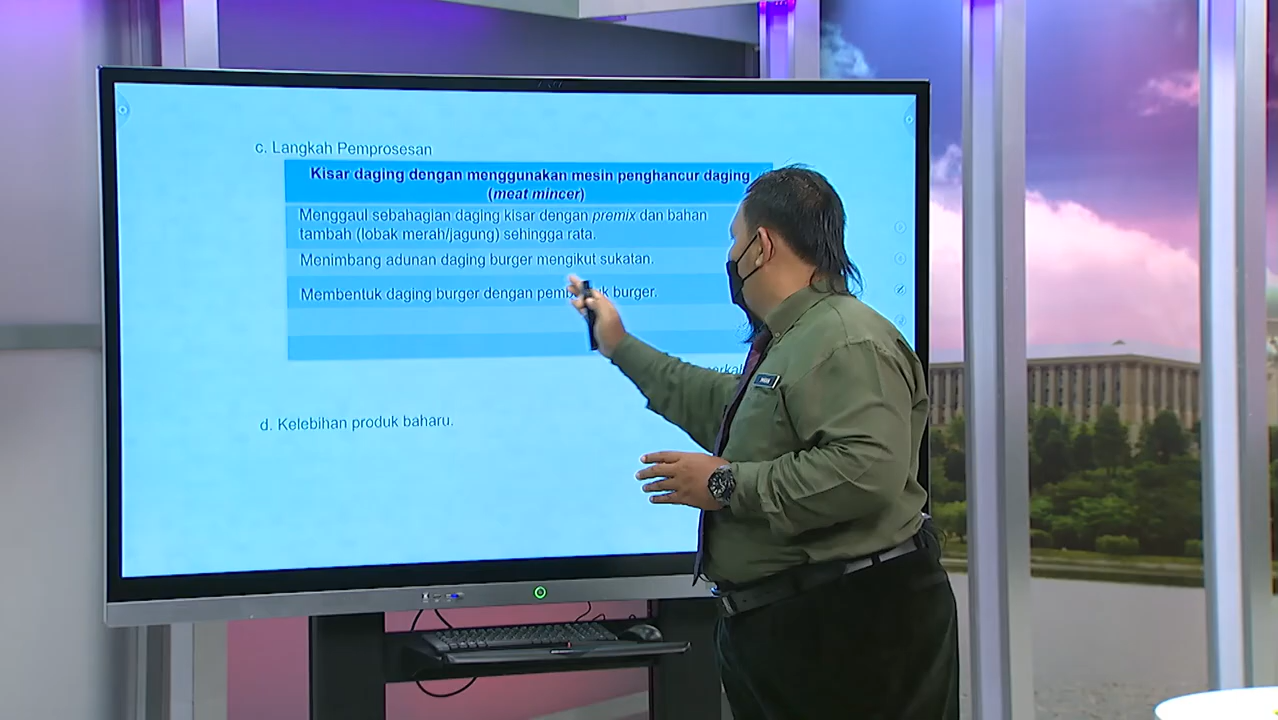 c. Langkah Pemprosesan
Kisar daging dengan menggunakan mesin penghancur daging
(meat mincer)
Menggaul sebahagian daging kisar dengan premix dan bahan
tambah (lobak merah/jagung) sehingga rata.
Menimbang adunan daging burger mengikut sukatan.
Membentuk daging burger dengan burger.
d. Kelebihan produk baharu.